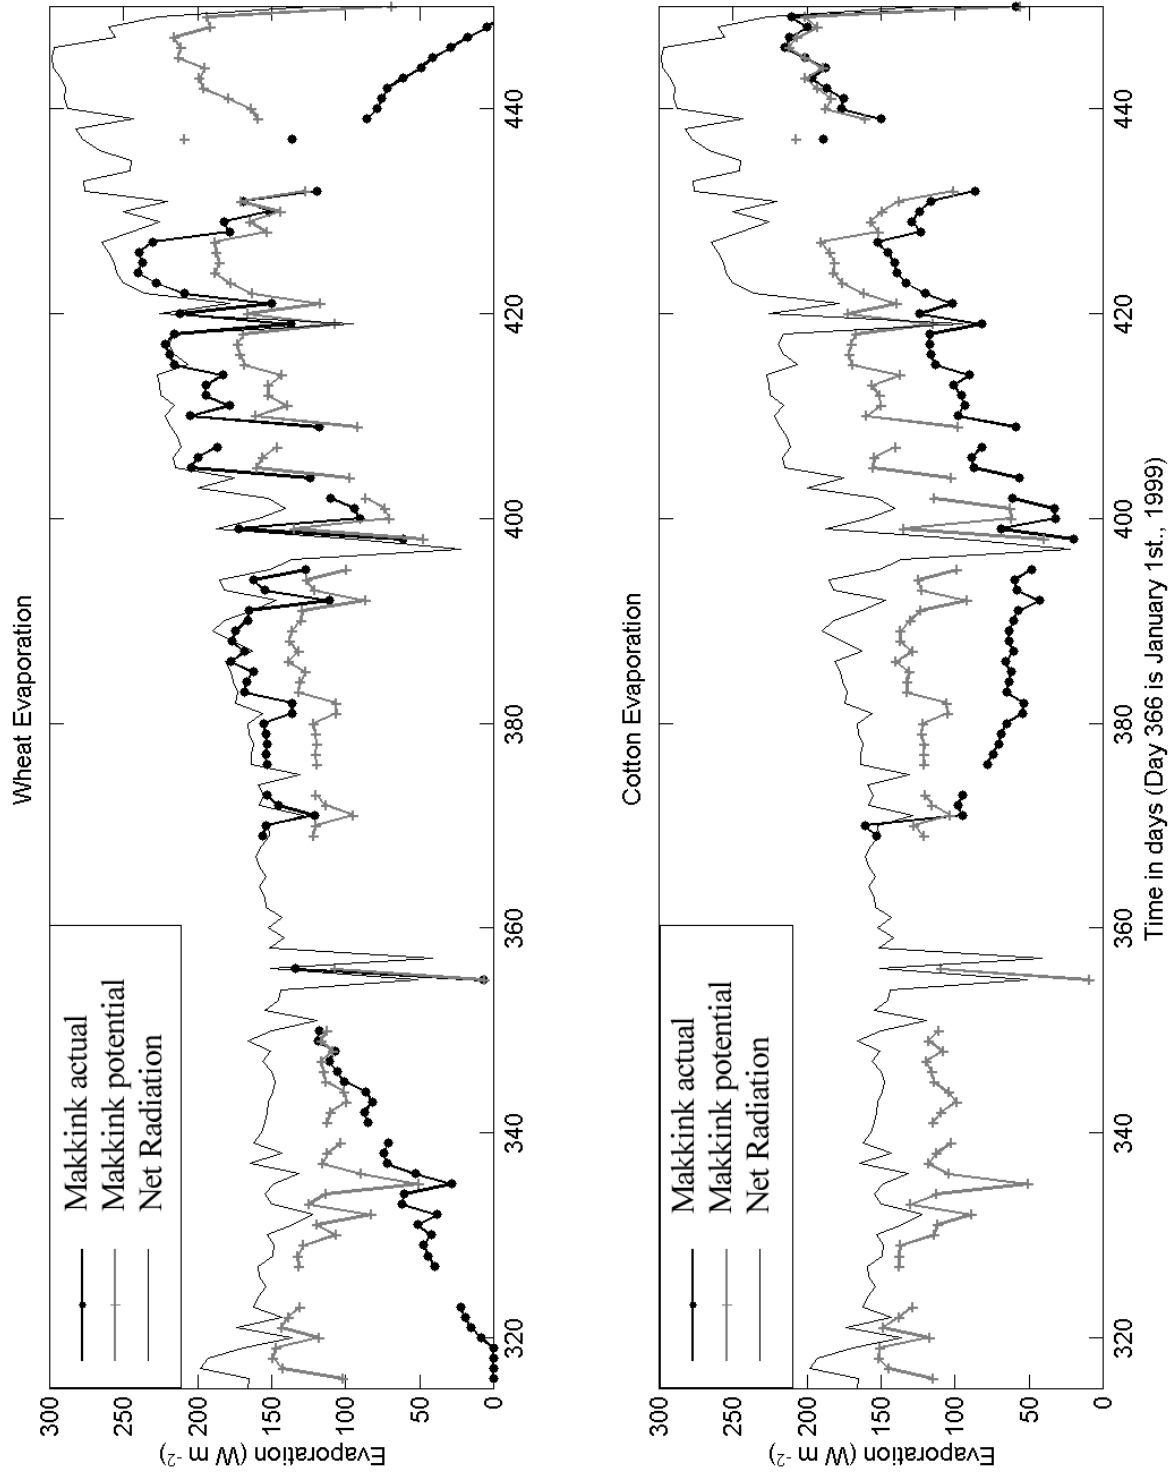 Wheat Evaporation
300
250
200
150
100
50
0
Evaporation (W m -2)
Makkink actual
Makkink potential
Net Radiation
320
340
360
380
400
420
440
Cotton Evaporation
300
250
200
150
100
50
0
Evaporation (W m -2)
Makkink actual
Makkink potential
Net Radiation
320
340
360
380
400
420
440
Time in days (Day 366 is January 1st., 1999)